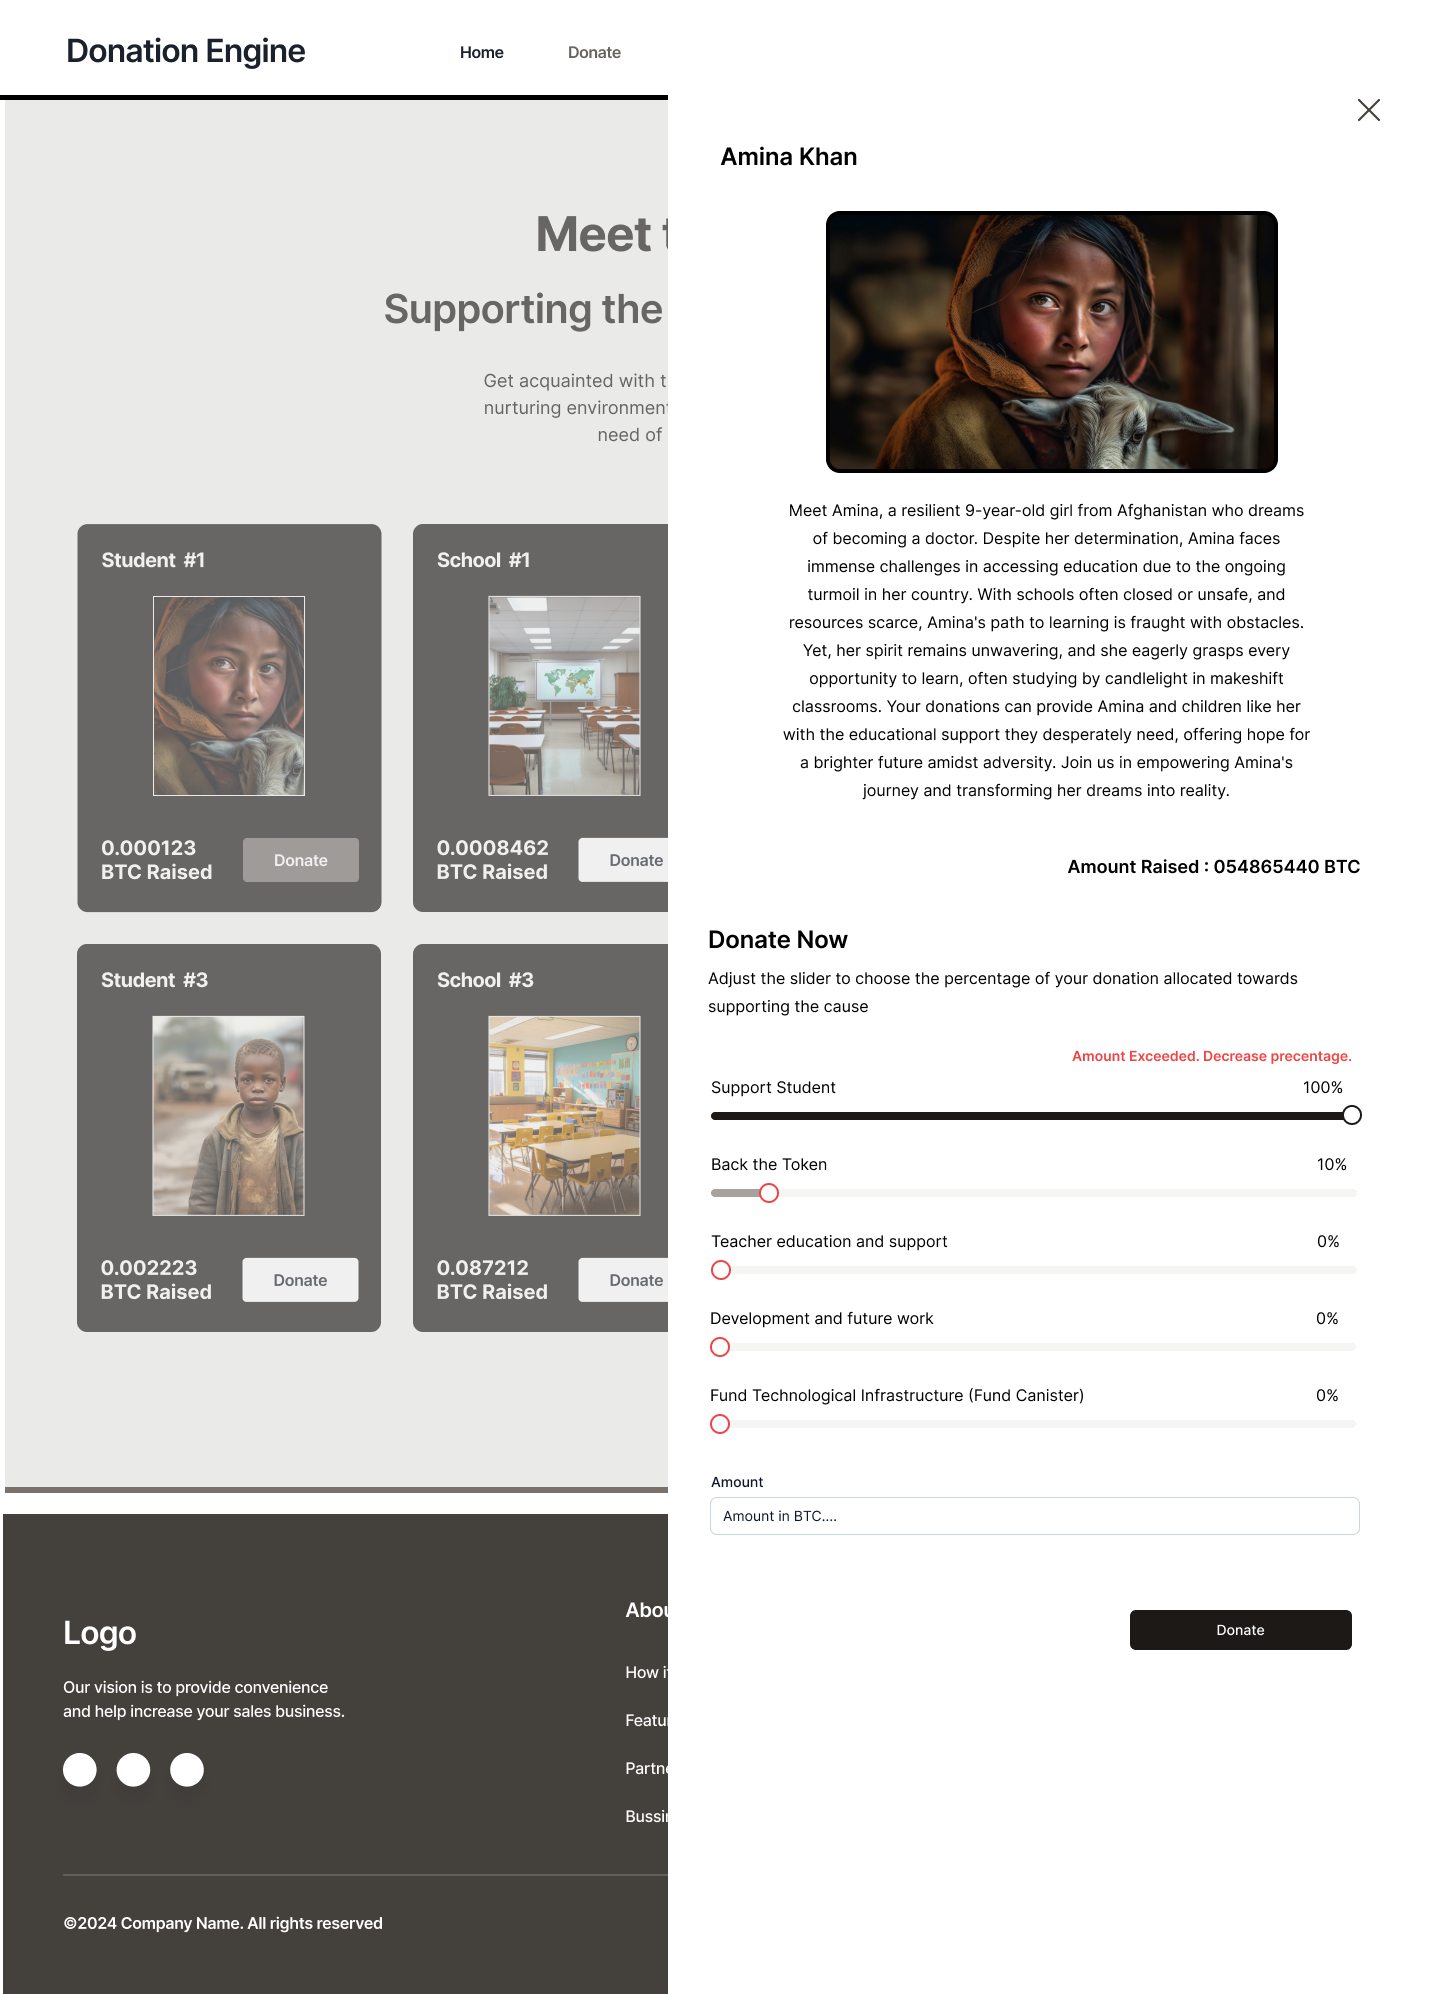 Donation Engine
Home
Donate
Meet
Supporting the
Get acquainted with
nurturing environment
need of
Student #1
0.000123
BTC Raised
Donate
School #1
0.0008462
BTC Raised
Donate
Student #3
0.002223
BTC Raised
Donate
School #3
0.087212
BTC Raised
Donate
Logo
Our vision is to provide convenience
and help increase your sales business.
How
©2024 Company Name. All rights reserved
Amina Khan
Meet Amina, a resilient 9-year-old girl from Afghanistan who dreams
of becoming a doctor. Despite her determination, Amina faces
immense challenges in accessing education due to the ongoing
turmoil in her country. With schools often closed or unsafe, and
resources scarce, Amina's path to learning is fraught with obstacles.
Yet, her spirit remains unwavering, and she eagerly grasps every
opportunity to learn, often studying by candlelight in makeshift
classrooms. Your donations can provide Amina and children like her
with the educational support they desperately need, offering hope for
a brighter future amidst adversity. Join us in empowering Amina's
journey and transforming her dreams into reality.
Amount Raised : 054865440 BTC
Donate Now
Adjust the slider to choose the percentage of your donation allocated towards
supporting the cause
Amount Exceeded. Decrease precentage.
Support Student 100%
Back the Token 10%
Teacher education and support 0%
Development and future work 0%
Fund Technological Infrastructure (Fund Canister) 0%
Amount
Amount in BTC....
Donate